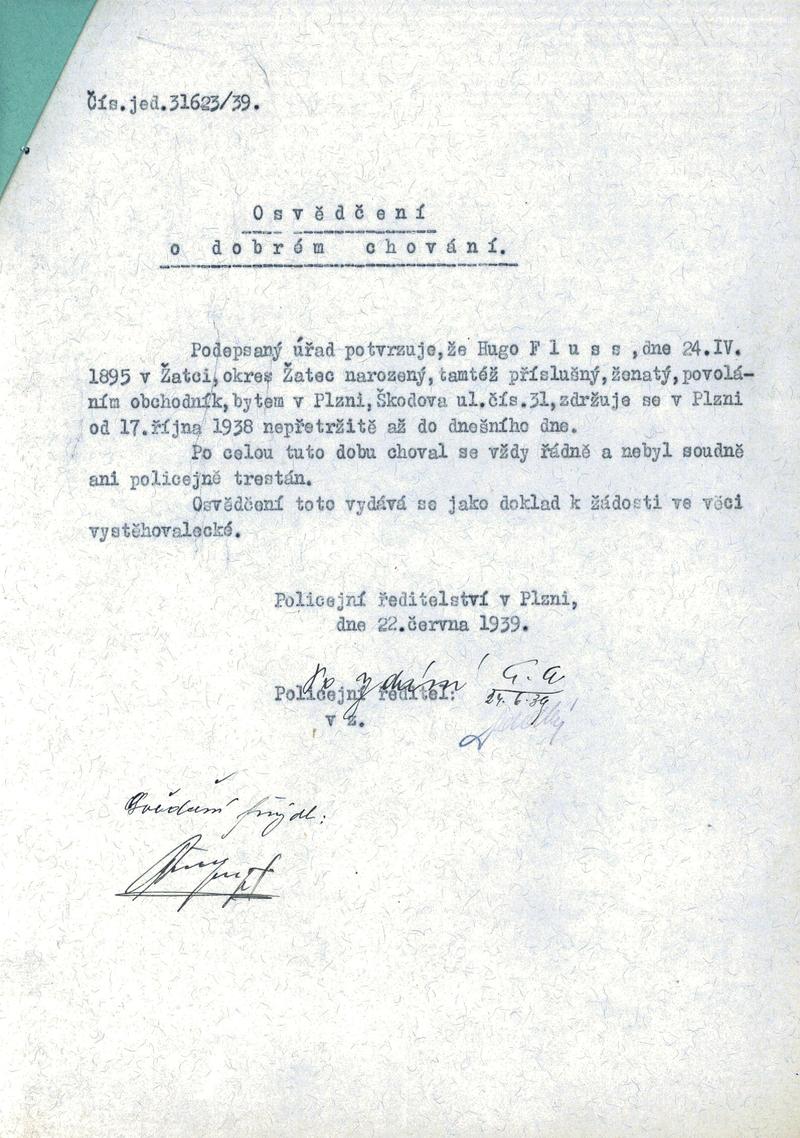 Čís.jed.31623/39.
Osvědčení
o dobrém chování.
Podepsaný úřad potvrzuje,že Hugo Fluss,dne 24.IV.
1895 v Žatci,okres Žatec narozený,tamtéž příslušný,ženatý,povolá-
ním obchodník,bytem v Plzni,Škodova ul.čís.31,zdržuje se v Plzni
od 17.října 1938 nepřetržitě až do dnešního dne.
Po celou tuto dobu choval se vždy řádně a nebyl soudně
ani policejně trestán.
Osvědčení toto vydává se jako doklad k žádosti ve věci
vystěhovalecké.
Policejní ředitelství v Plzni,
dne 22.června 1939.
Po vydání
Policejní ředitel:
24.6.39
v z.